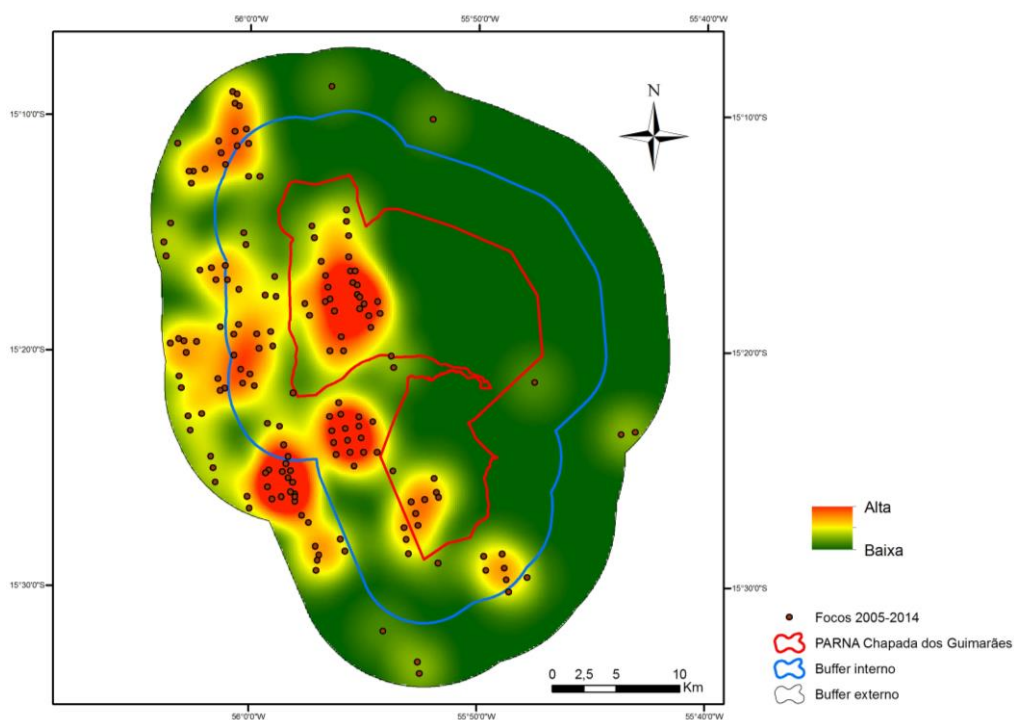 56°0'0"W
55°50'0"W
55°40'0"W
15°10'0"S
15°10'0"S
N
15°20'0"S
15°20'0"S
Alta
Baixa
15°30'0"S
15°30'0"S
Focos 2005-2014
PARNA Chapada dos Guimarães
Buffer interno
Buffer externo
0 2,5 5 10
Km
56°0'0"W
55°50'0"W
55°40'0"W